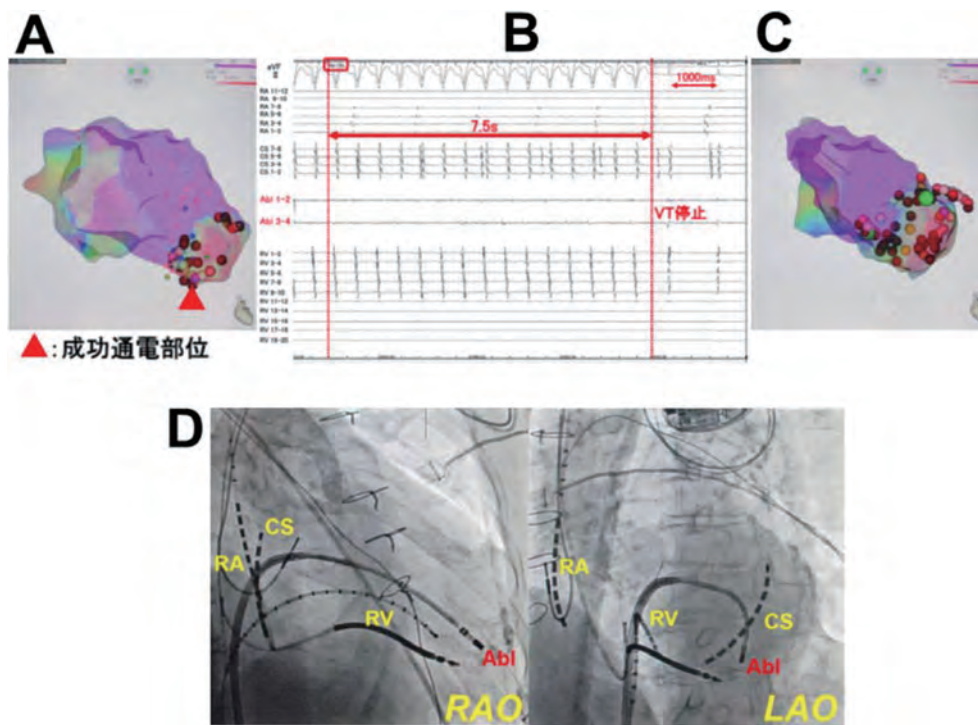 A
B
C
aVF
II
RA 11-12
RA 9-10
RA 7-8
RA 5-6
RA 3-4
RA 1-2
CS 7-8
CS 5-6
CS 3-4
CS 1-2
Abl 1-2
Abl 3-4
RV 1-2
RV 3-4
RV 5-6
RV 7-8
RV 9-10
RV 11-12
RV 13-14
RV 15-16
RV 17-18
RV 19-20
7.5s
1000ms
VT停止
▲:成功通電部位
D
RA
CS
RV
Abl
RAO
RA
RV
CS
Abl
LAO